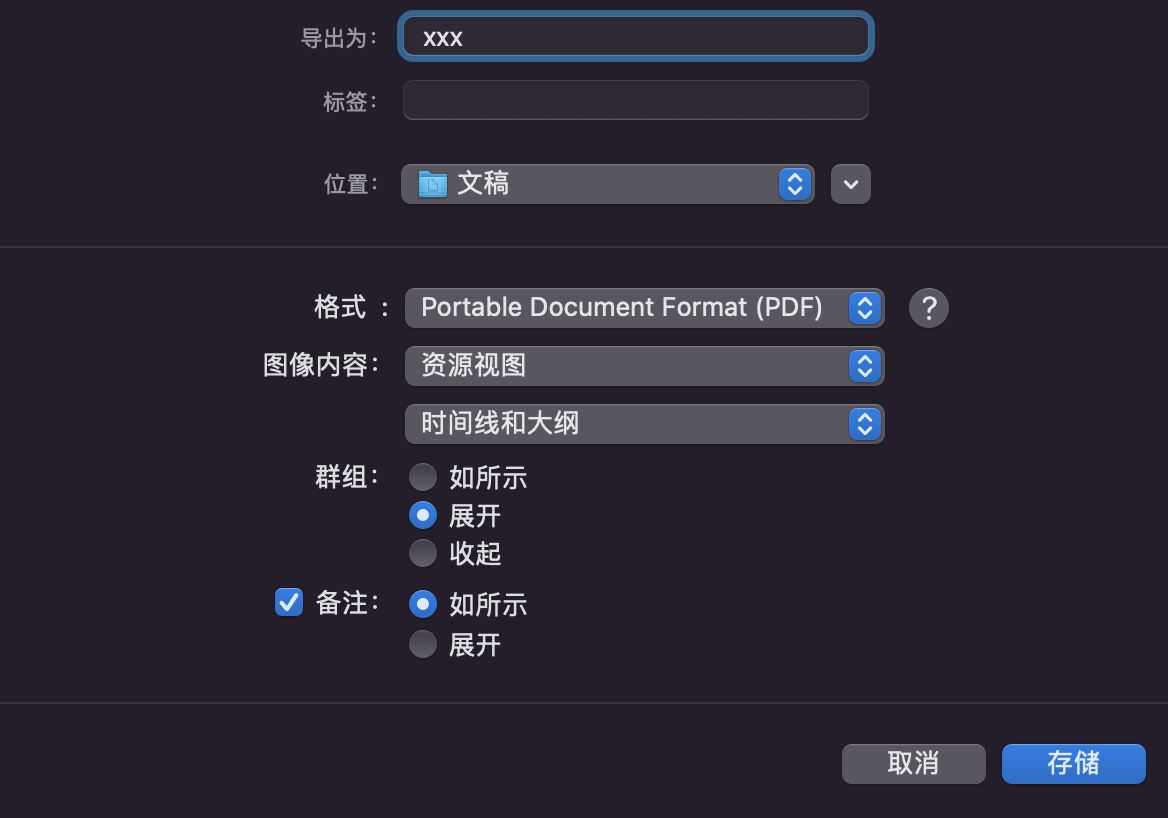 导出为：
xxx
标签：
位置：
文稿
格式 ：
Portable Document Format (PDF)
?
图像内容：
资源视图
时间线和大纲
群组：
如所示
展开
收起
备注：
如所示
展开
取消
存储